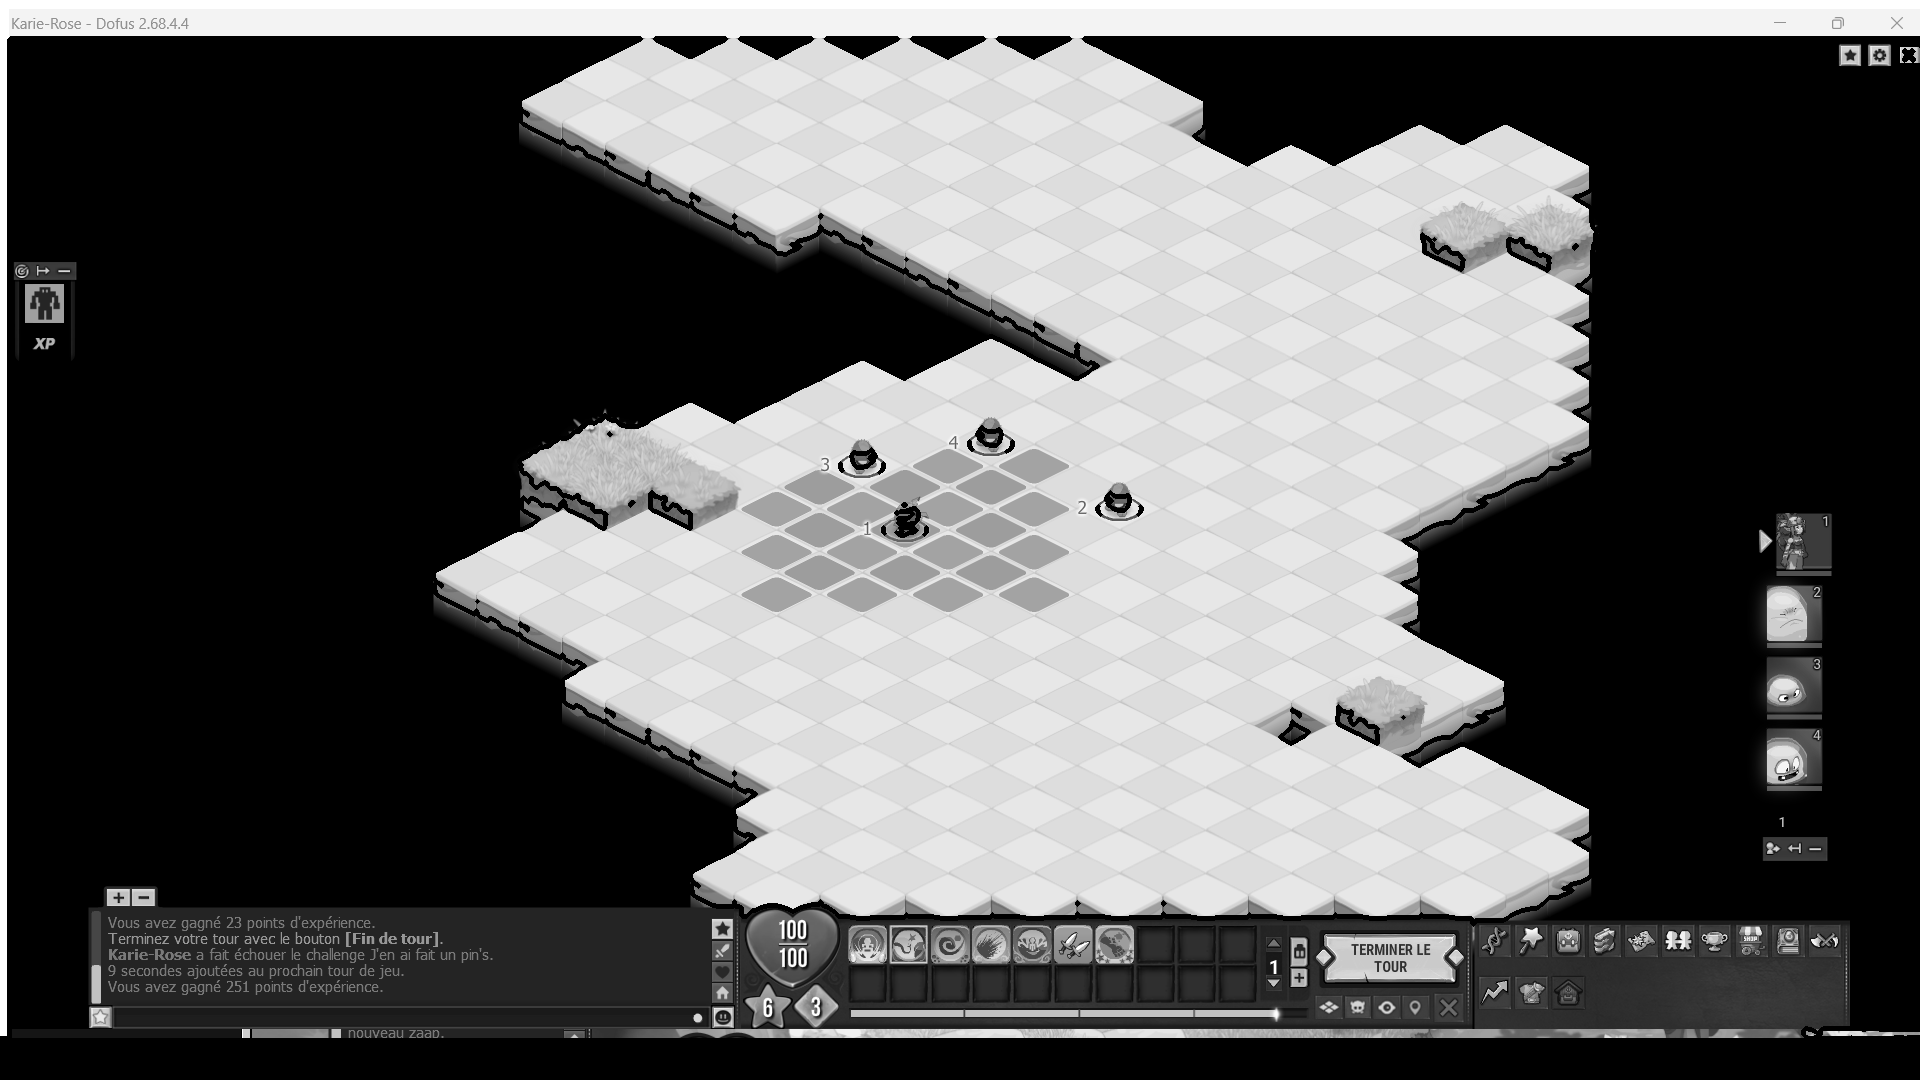 Karie-Rose - Dofus 2.68.4.4
XP
4
3
2
1
1
2
3
4
1
Vous avez gagné 23 points d'expérience.
Terminez votre tour avec le bouton [Fin de tour].
Karie-Rose a fait échouer le challenge J'en ai fait un pin's.
9 secondes ajoutées au prochain tour de jeu.
Vous avez gagné 251 points d'expérience.
100
100
6
3
1
TERMINER LE
TOUR
SHOP
nouveau zaap.